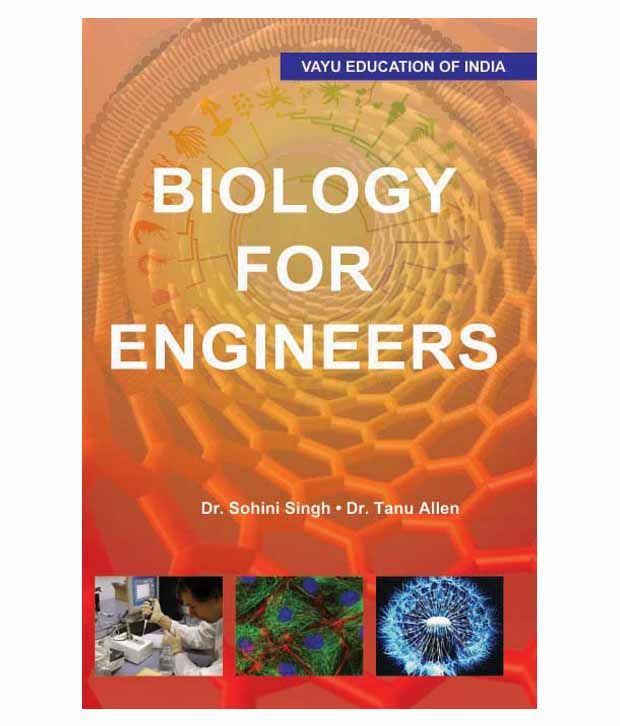 VAYU EDUCATION OF INDIA
BIOLOGY
FOR
ENGINEERS
Dr. Sohini Singh • Dr. Tanu Allen